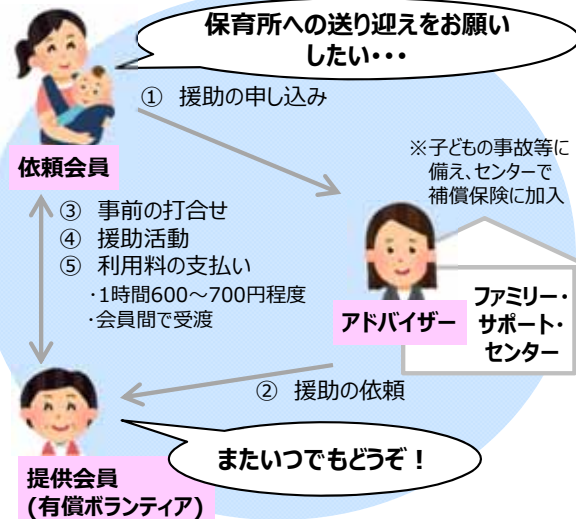 保育所への送り迎えをお願い
したい・・・
① 援助の申し込み
依頼会員
※子どもの事故等に
備え、センターで
補償保険に加入
③ 事前の打合せ
④ 援助活動
⑤ 利用料の支払い
・1時間600～700円程度
・会員間で受渡
アドバイザー
ファミリー・
サポート・
センター
② 援助の依頼
またいつでもどうぞ！
提供会員
(有償ボランティア)